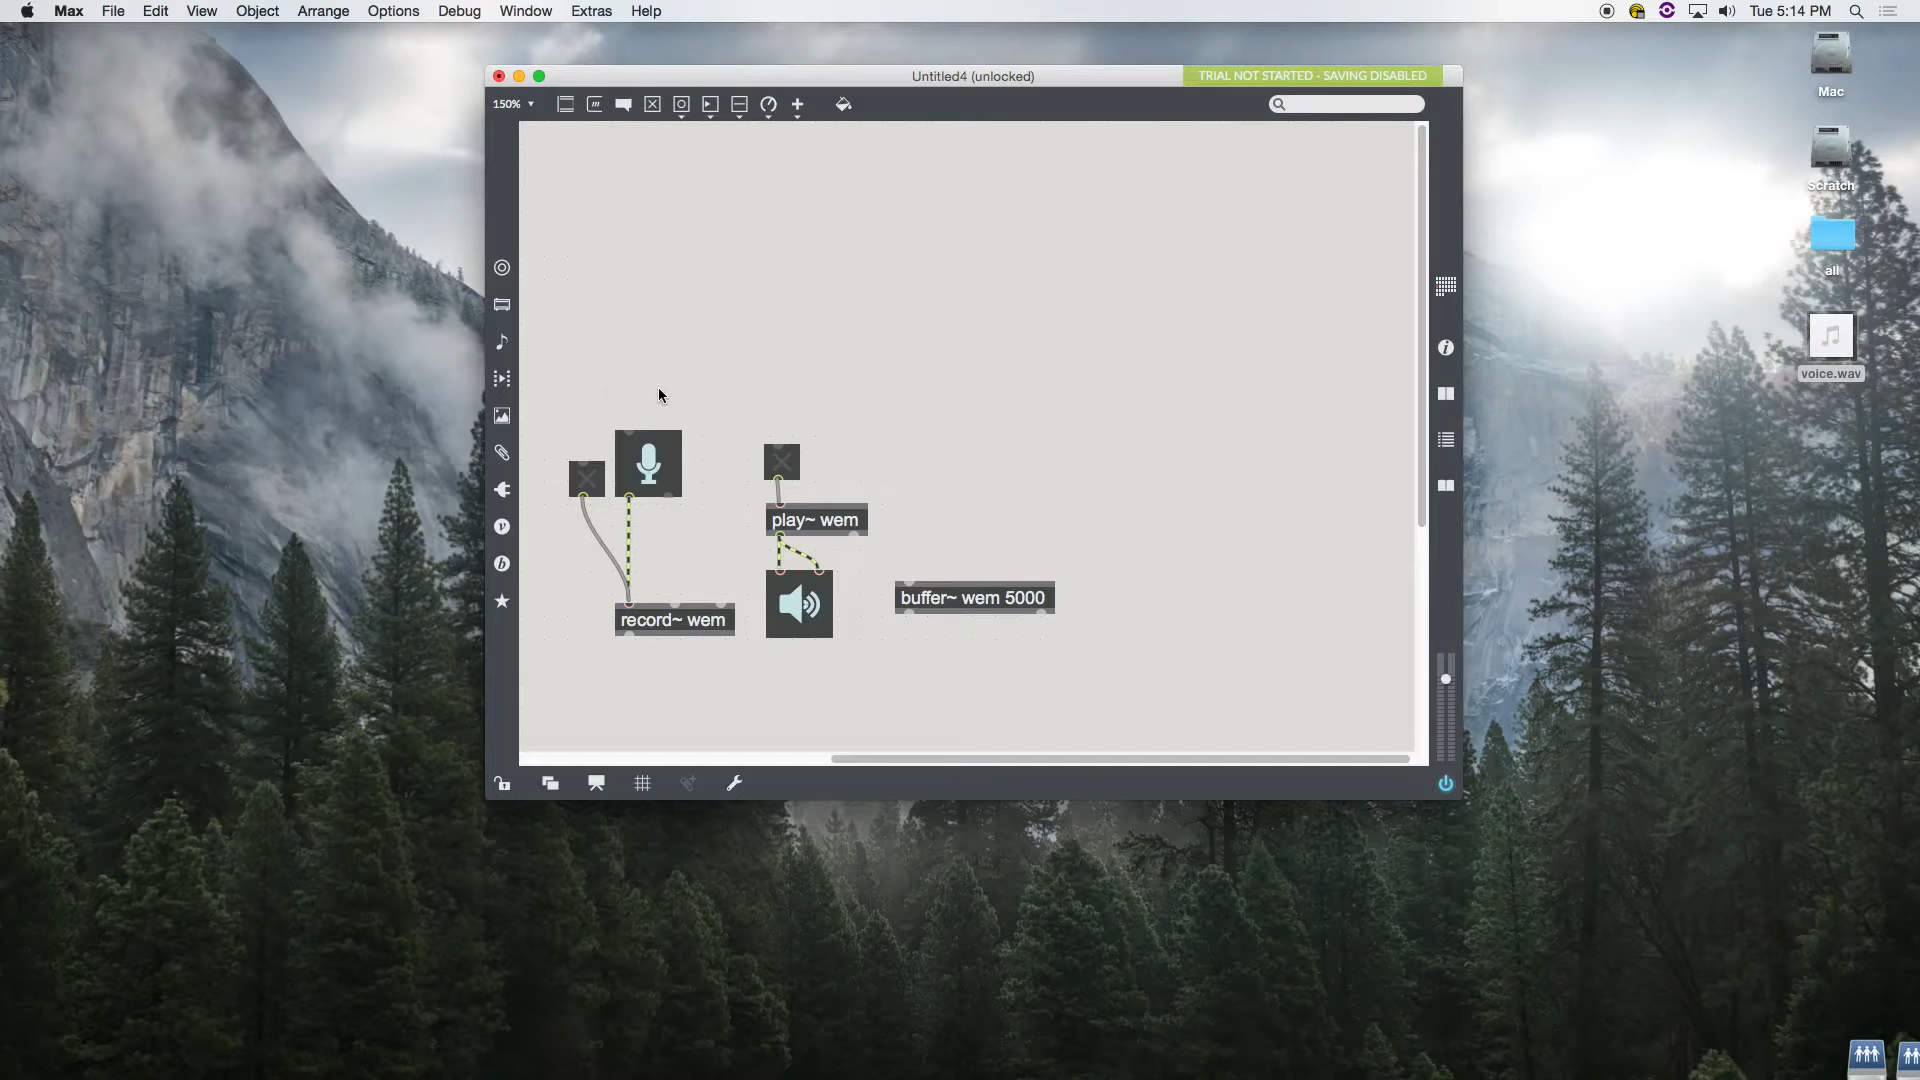 Max File Edit View Object Arrange Options Debug Window Extras Help
Tue 5:14 PM
Untitled4 (unlocked)
TRIAL NOT STARTED - SAVING DISABLED
150%
play~ wem
record~ wem
buffer~ wem 5000
Mac
Scratch
all
voice.wav